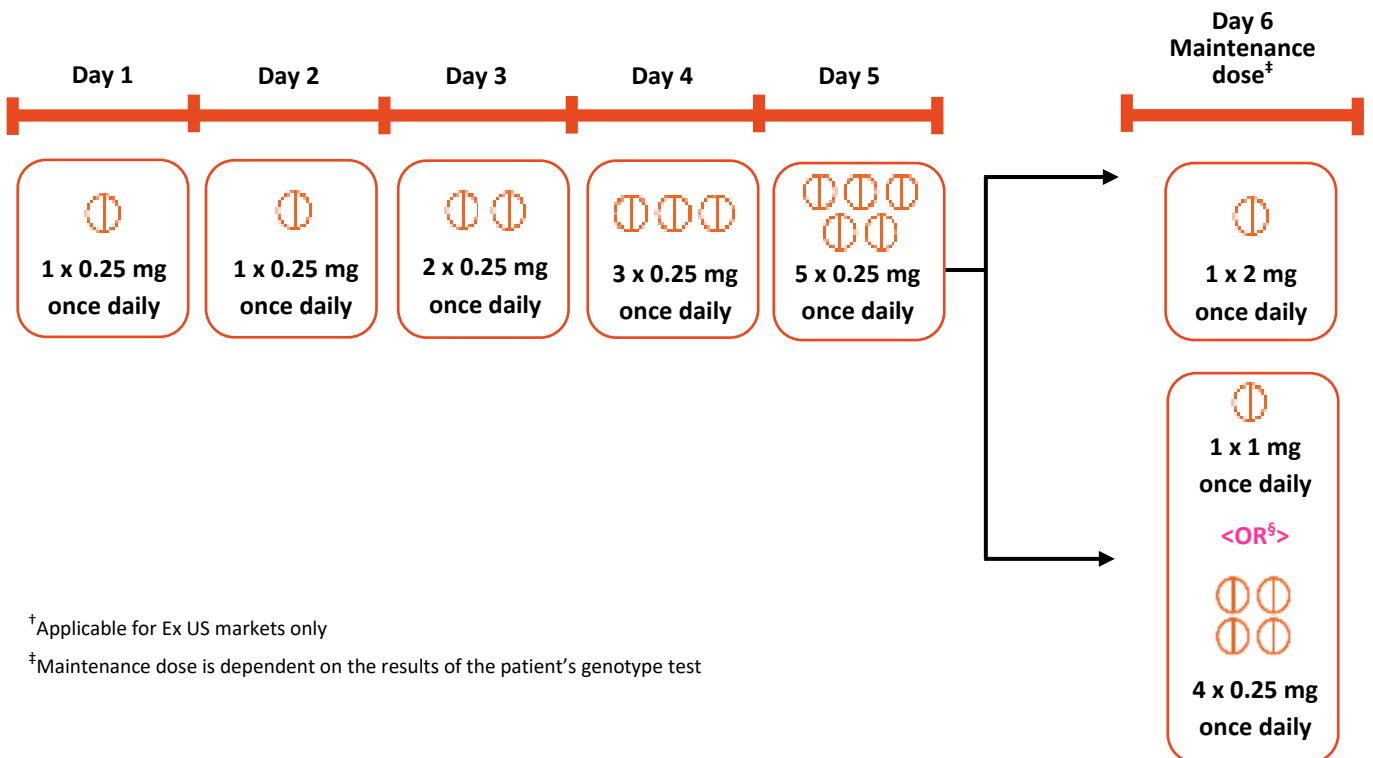 Day 1
Day 2
Day 3
Day 4
Day 5
Day 6
Maintenance
dose‡
1 x 0.25 mg
once daily
1 x 0.25 mg
once daily
2 x 0.25 mg
once daily
3 x 0.25 mg
once daily
5 x 0.25 mg
once daily
1 x 2 mg
once daily
1 x 1 mg
once daily
<OR§>
4 x 0.25 mg
once daily
†Applicable for Ex US markets only
‡Maintenance dose is dependent on the results of the patient’s genotype test